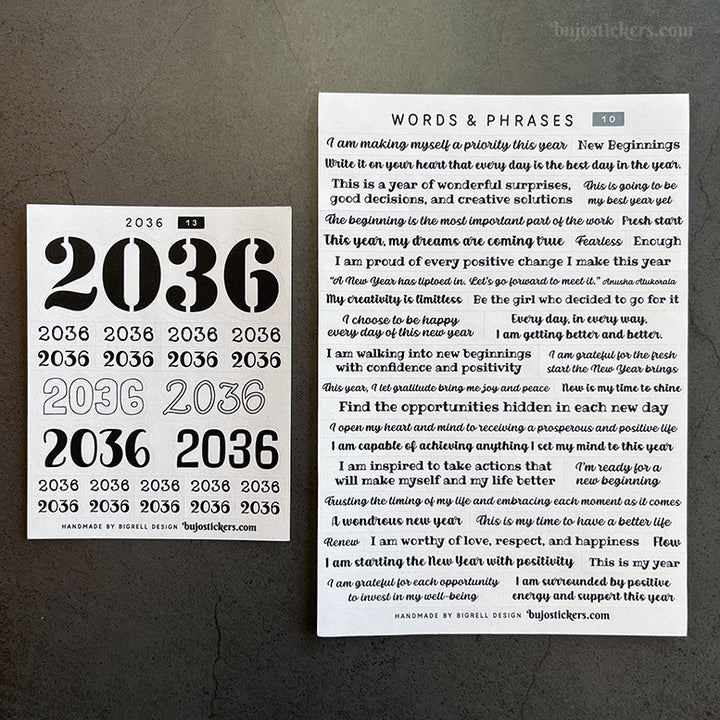 bujostickers.com
2036 13
2036
2036 2036 2036 2036
2036 2036 2036 2036
2036 2036
2036 2036
2036 2036 2036 2036 2036
2036 2036 2036 2036 2036
HANDMADE BY BIGRELL DESIGN bujostickers.com
WORDS & PHRASES 10
I am making myself a priority this year New Beginnings
Write it on your heart that every day is the best day in the year.
This is a year of wonderful surprises,
good decisions, and creative solutions
This is going to be
my best year yet
The beginning is the most important part of the work Fresh start
This year, my dreams are coming true Fearless Enough
I am proud of every positive change I make this year
"A New Year has tiptoed in. Let's go forward to meet it." Anusha Atukorala
My creativity is limitless Be the girl who decided to go for it
I choose to be happy
every day of this new year
Every day, in every way,
I am getting better and better.
I am walking into new beginnings
with confidence and positivity
I am grateful for the fresh
start the New Year brings
This year, I let gratitude bring me joy and peace Now is my time to shine
Find the opportunities hidden in each new day
I open my heart and mind to receiving a prosperous and positive life
I am capable of achieving anything I set my mind to this year
I am inspired to take actions that
will make myself and my life better
I'm ready for a
new beginning
Trusting the timing of my life and embracing each moment as it comes
A wondrous new year This is my time to have a better life
Renew I am worthy of love, respect, and happiness Flow
I am starting the New Year with positivity This is my year
I am grateful for each opportunity
to invest in my well-being
I am surrounded by positive
energy and support this year
HANDMADE BY BIGRELL DESIGN bujostickers.com